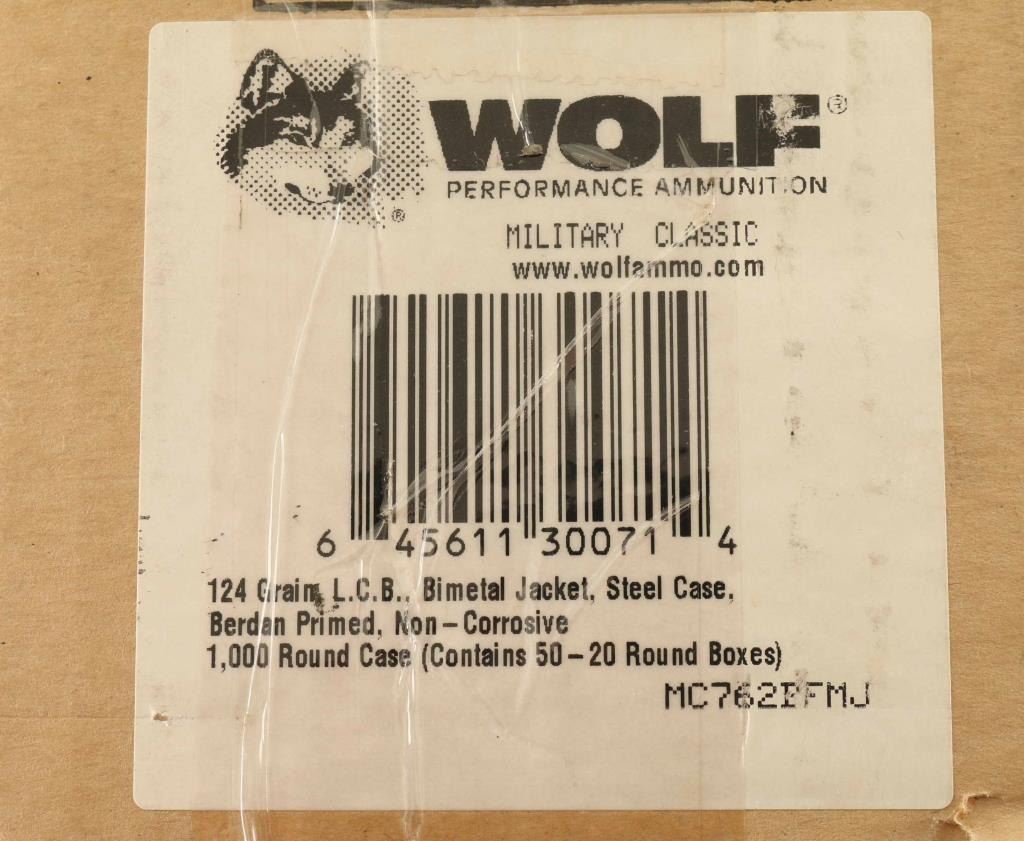 WOLF®
PERFORMANCE AMMUNITION
®
MILITARY CLASSIC
www.wolfammo.com
6 45611 30071 4
124 Grain, L.C.B., Bimetal Jacket, Steel Case,
Berdan Primed, Non-Corrosive
1,000 Round Case (Contains 50-20 Round Boxes)